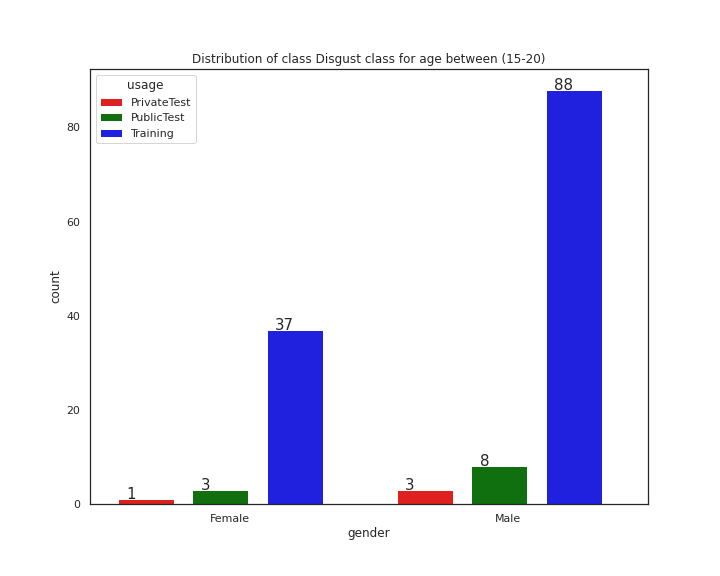 Distribution of class Disgust class for age between (15-20)
usage
PrivateTest
PublicTest
Training
88
80
60
count
40
37
20
8
3
3
1
0
Female
Male
gender